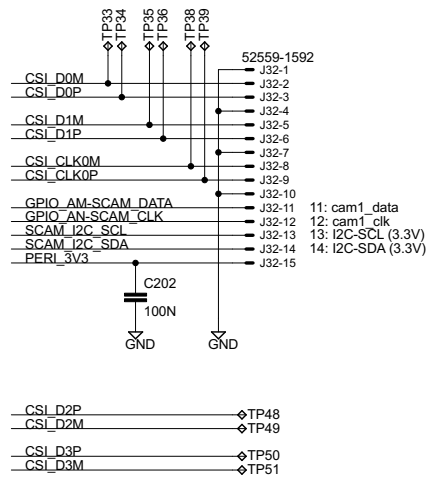 TP33 TP34 TP35 TP36 TP38 TP39
52559-1592
J32-1
CSI_D0M J32-2
CSI_D0P J32-3
J32-4
CSI_D1M J32-5
CSI_D1P J32-6
J32-7
CSI_CLK0M J32-8
CSI_CLK0P J32-9
J32-10
GPIO_AM-SCAM_DATA J32-11 11: cam1_data
GPIO_AN-SCAM_CLK J32-12 12: cam1_clk
SCAM_I2C_SCL J32-13 13: I2C-SCL (3.3V)
SCAM_I2C_SDA J32-14 14: I2C-SDA (3.3V)
PERI_3V3 J32-15
C202
100N
GND GND
CSI_D2P TP48
CSI_D2M TP49
CSI_D3P TP50
CSI_D3M TP51